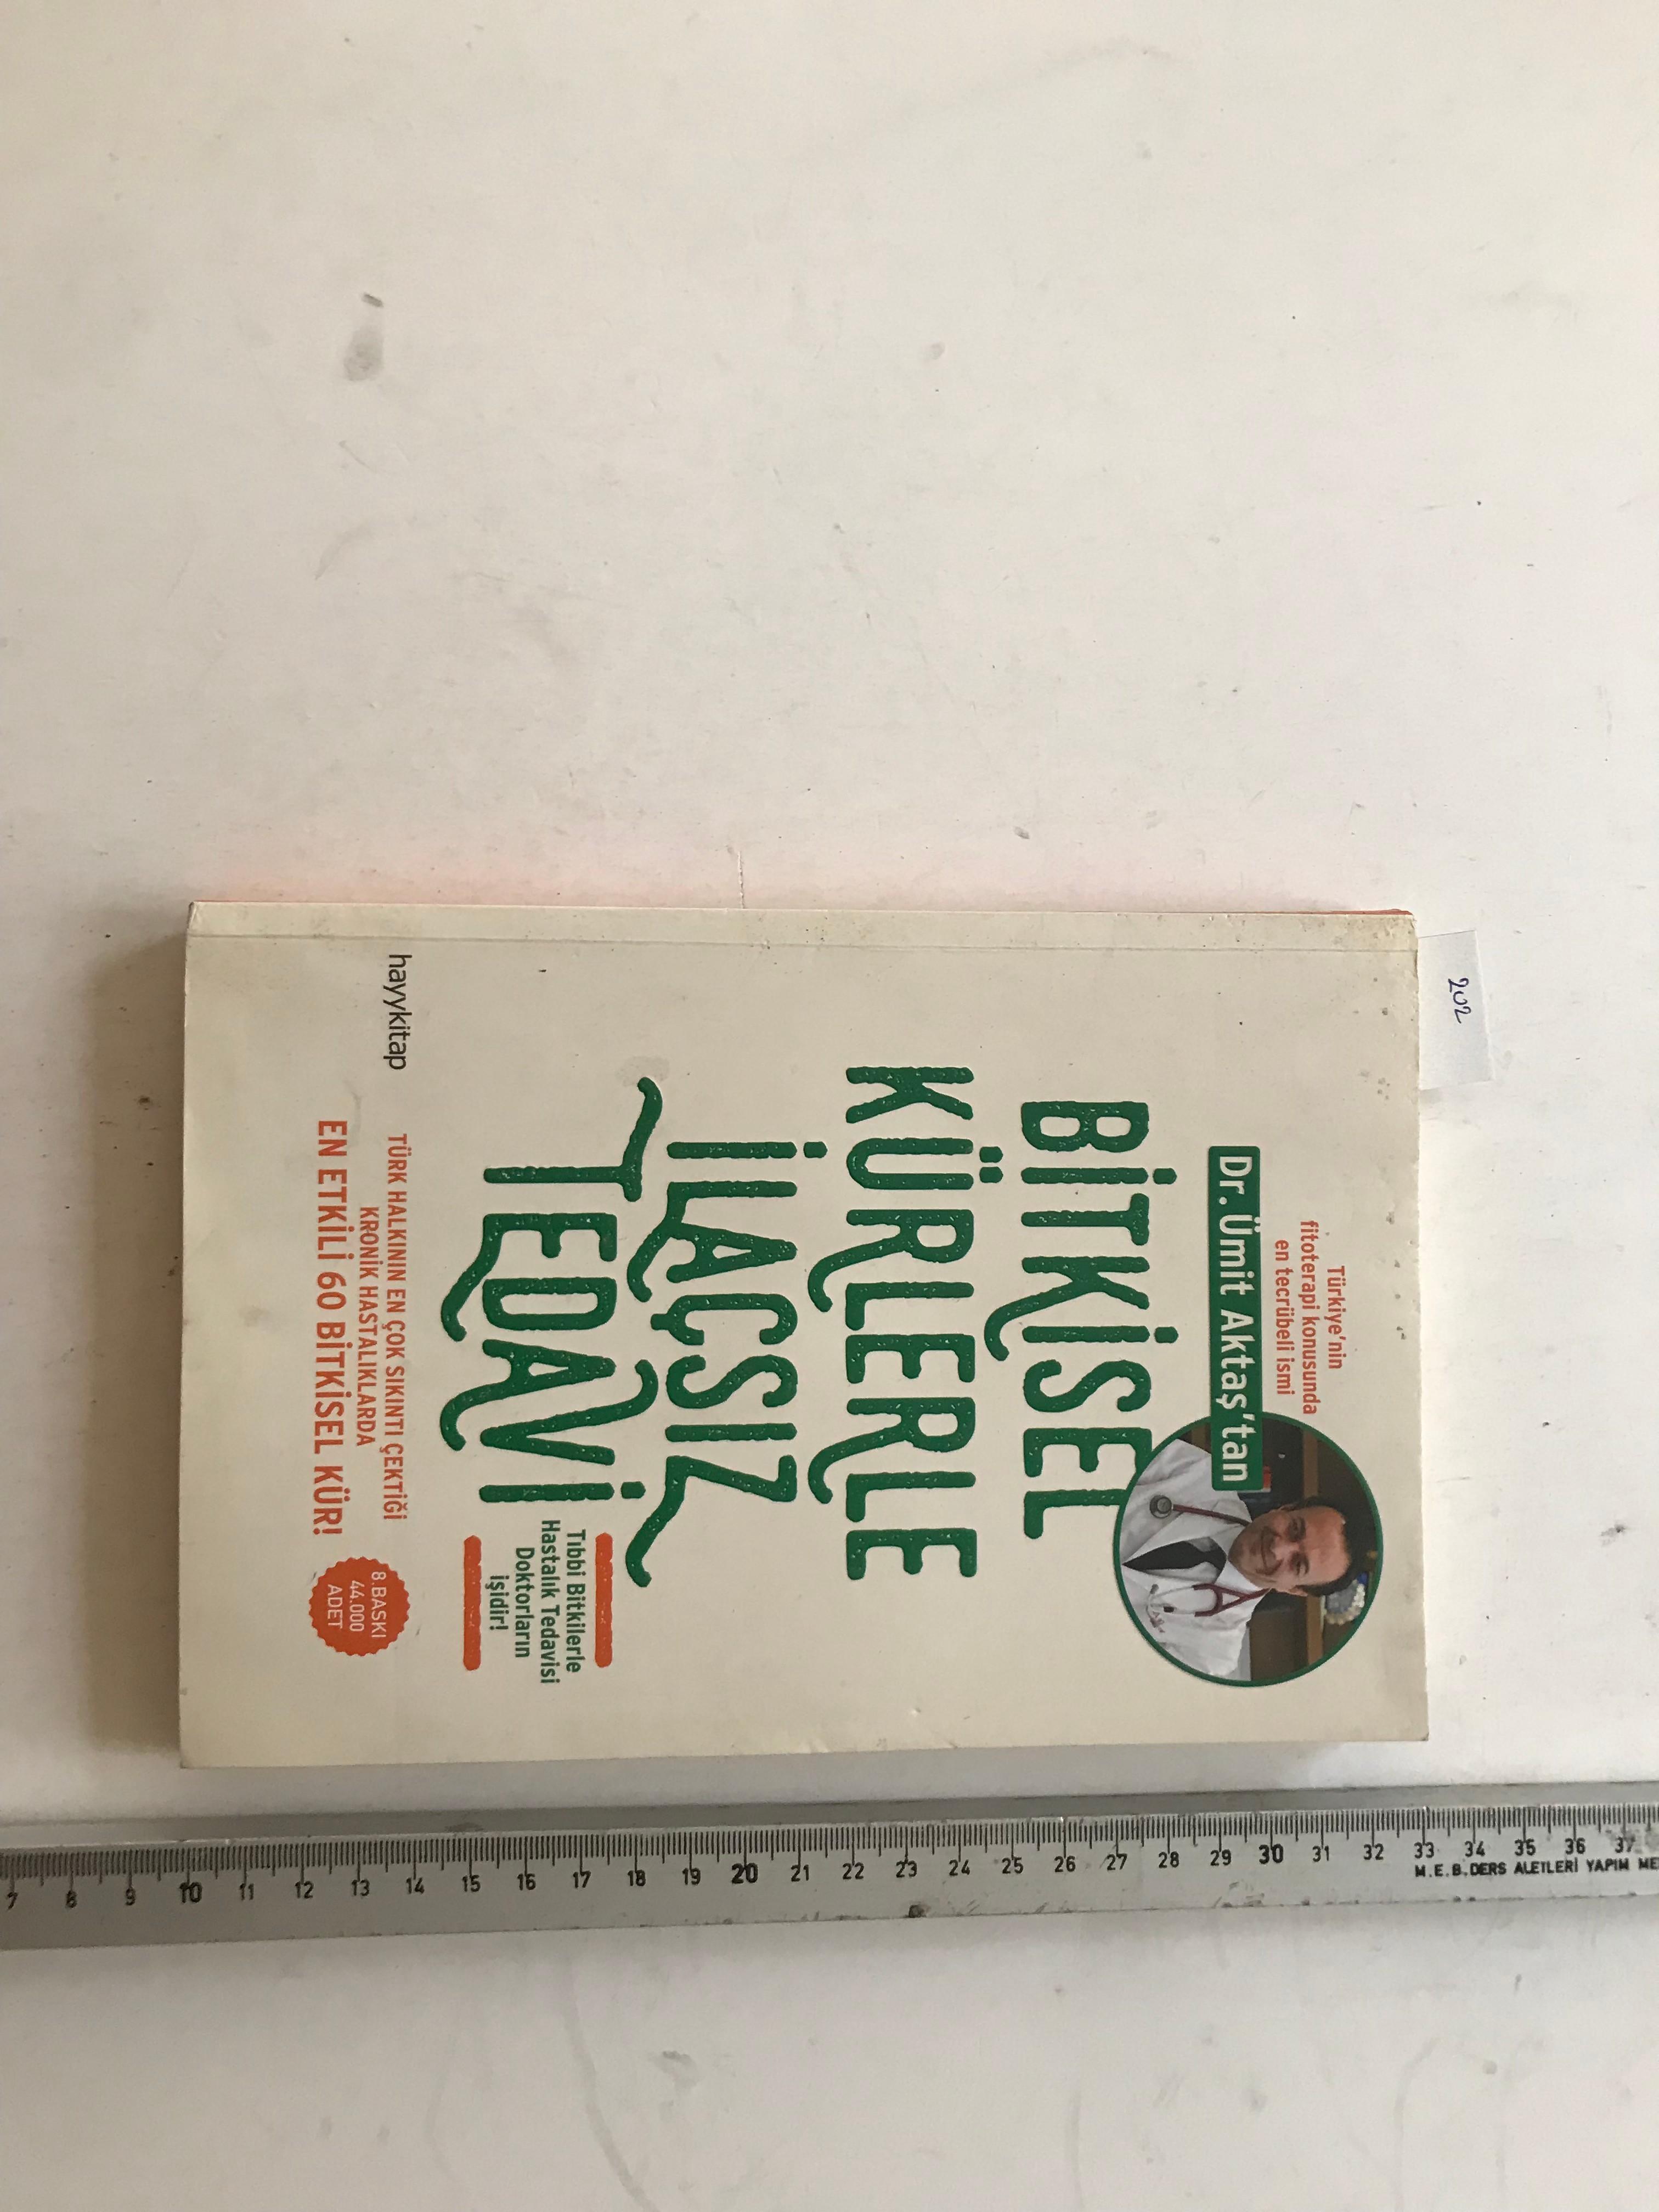 202
Türkiye'nin
fitoterapi konusunda
en tecrübeli ismi
Dr. Ümit Aktaş'tan
BİTKİSEL
KÜRLERLE
İLAÇSIZ
TEDAVİ
Tıbbi Bitkilerle
Hastalık Tedavisi
Doktorların
işidir!
hayykitap
TÜRK HALKININ EN ÇOK SIKINTI ÇEKTİĞİ
KRONİK HASTALIKLARDA
EN ETKİLİ 60 BİTKİSEL KÜR!
8.BASKI
44.000
ADET
7 8 9 10 11 12 13 14 15 16 17 18 19 20 21 22 23 24 25 26 27 28 29 30 31 32 33 34 35 36 37
M.E.B. DERS ALETLERİ YAPIM